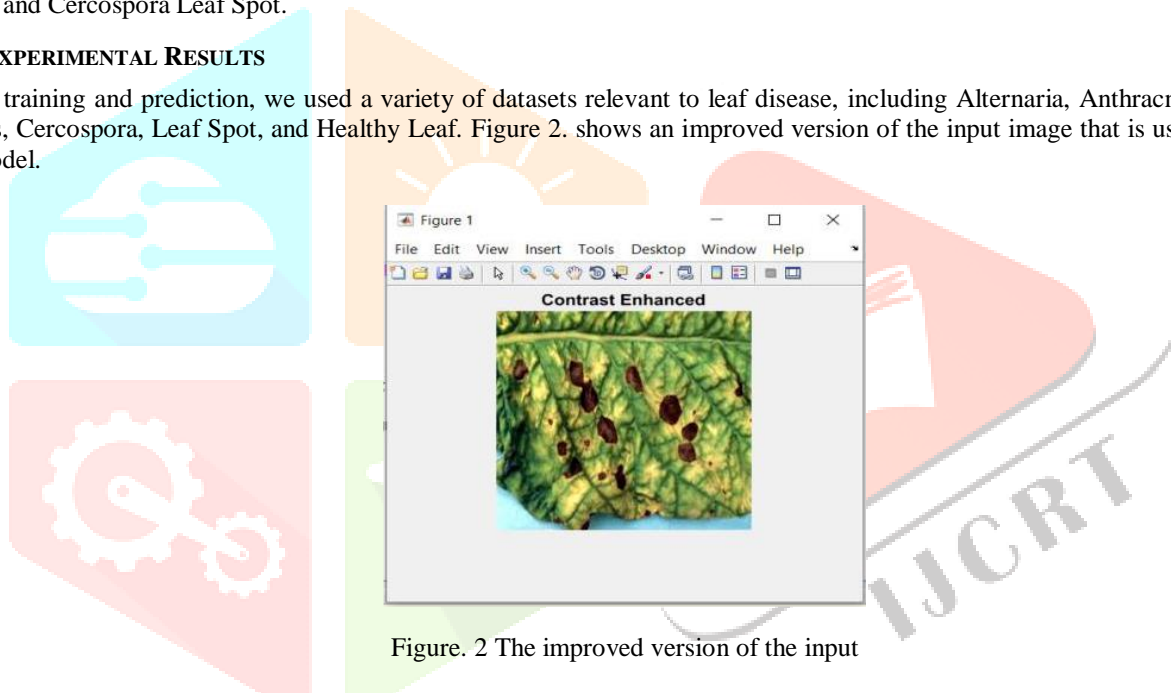 and Cercospora Leaf Spot.
XPERIMENTAL RESULTS
training and prediction, we used a variety of datasets relevant to leaf disease, including Alternaria, Anthracn
s, Cercospora, Leaf Spot, and Healthy Leaf. Figure 2. shows an improved version of the input image that is us
odel.
Figure 1
File Edit View Insert Tools Desktop Window Help
Contrast Enhanced
IJCRT
Figure. 2 The improved version of the input